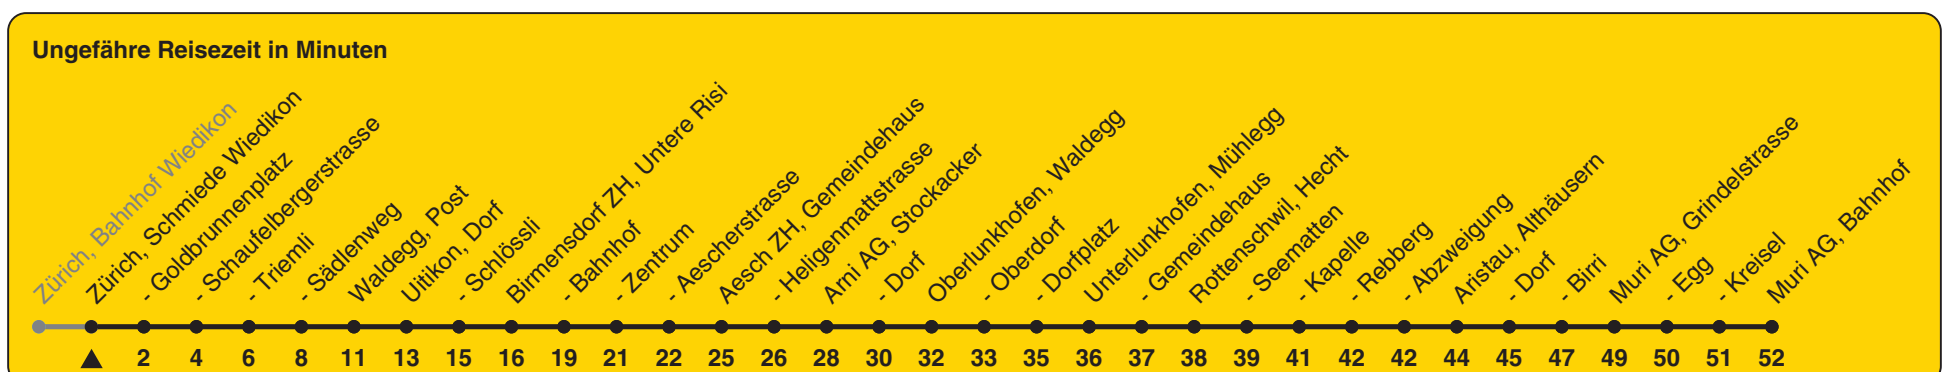 Ungefähre Reisezeit in Minuten
Zürich, Bahnhof Wiedikon
Zürich, Schmiede Wiedikon
- Goldbrunnenplatz
- Schaufelbergerstrasse
- Triemli
- Sädlenweg
Waldegg, Post
Uitikon, Dorf
- Schlössli
Birmensdorf ZH, Untere Risi
- Bahnhof
- Zentrum
- Aescherstrasse
Aesch ZH, Gemeindehaus
- Heligenmattstrasse
Arni AG, Stockacker
- Dorf
Oberlunkhofen, Waldegg
- Oberdorf
- Dorfplatz
Unterlunkhofen, Mühlegg
- Gemeindehaus
Rottenschwil, Hecht
- Seematten
- Kapelle
- Rebberg
- Abzweigung
Aristau, Althäusern
- Dorf
- Birri
Muri AG, Grindelstrasse
- Egg
- Kreisel
Muri AG, Bahnhof
2 4 6 8 11 13 15 16 19 21 22 25 26 28 30 32 33 35 36 37 38 39 41 42 42 44 45 47 49 50 51 52